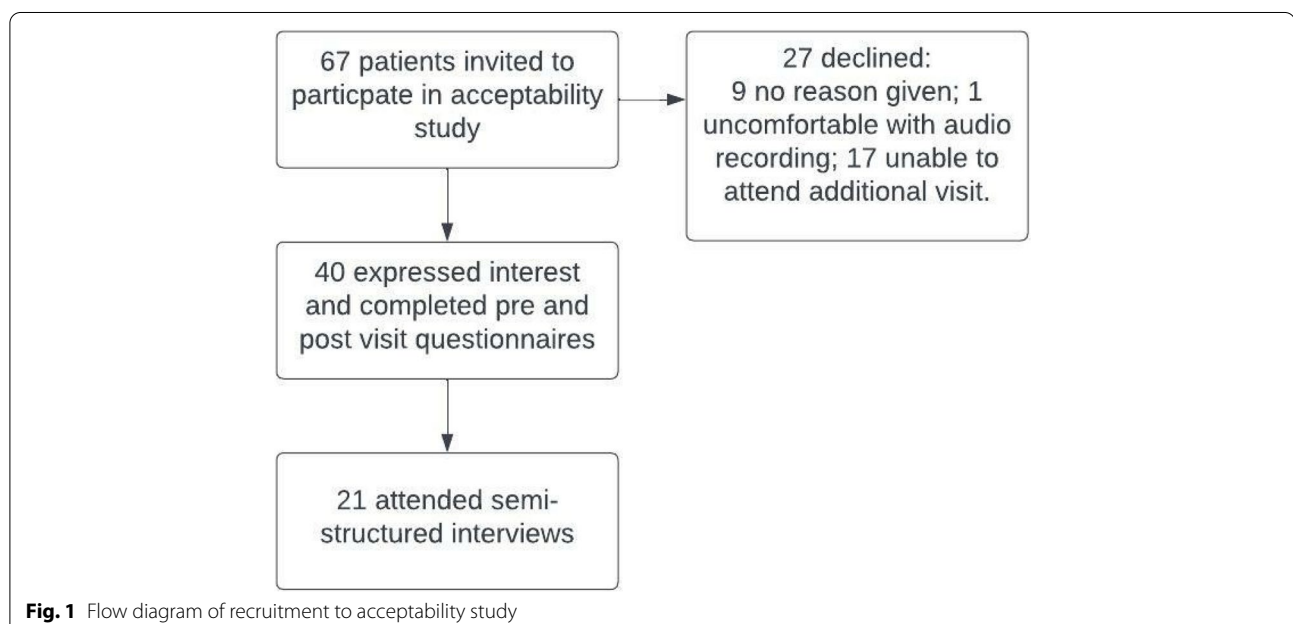 67 patients invited to
particpate in acceptability
study
27 declined:
9 no reason given; 1
uncomfortable with audio
recording; 17 unable to
attend additional visit.
40 expressed interest
and completed pre and
post visit questionnaires
21 attended semi-
structured interviews
Fig. 1 Flow diagram of recruitment to acceptability study